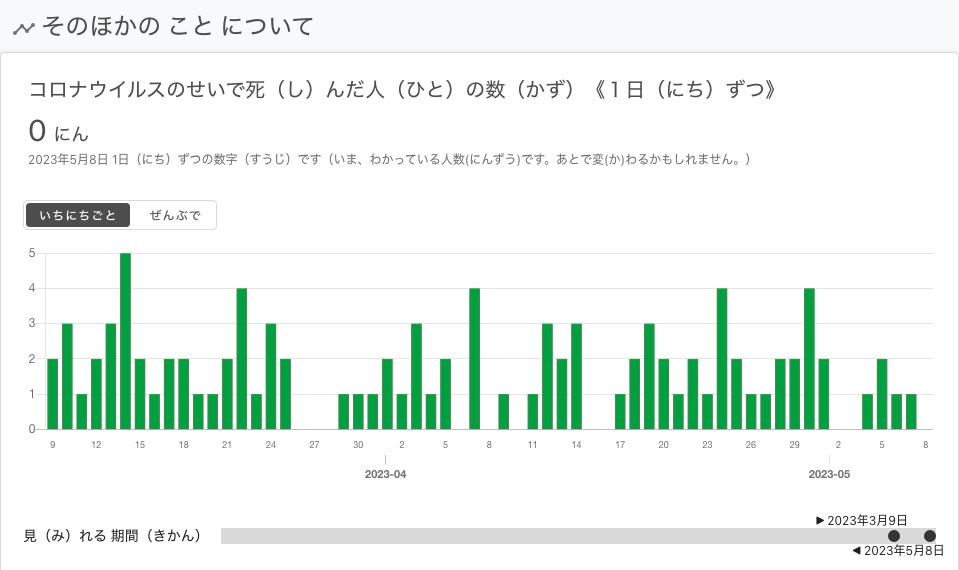 そのほかの こと について
コロナウイルスのせいで死（し）んだ人（ひと）の数（かず）《１日（にち）ずつ》
0 にん
2023年5月8日 1日（にち）ずつの数字（すうじ）です（いま、わかっている人数(にんずう)です。あとで変(か)わるかもしれません。）
いちにちごと ぜんぶで
5
4
3
2
1
0
9 12 15 18 21 24 27 30 2 5 8 11 14 17 20 23 26 29 2 5 8
2023-04 2023-05
▶2023年3月9日
見（み）れる 期間（きかん）
◀2023年5月8日